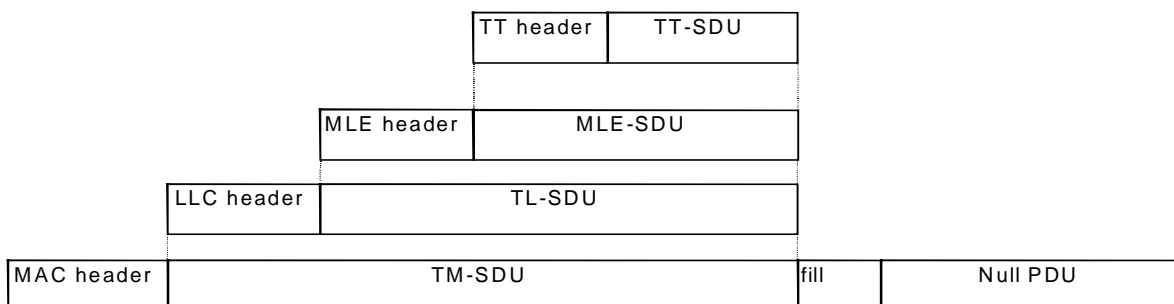 TT header TT-SDU
MLE header MLE-SDU
LLC header TL-SDU
MAC header TM-SDU fill Null PDU